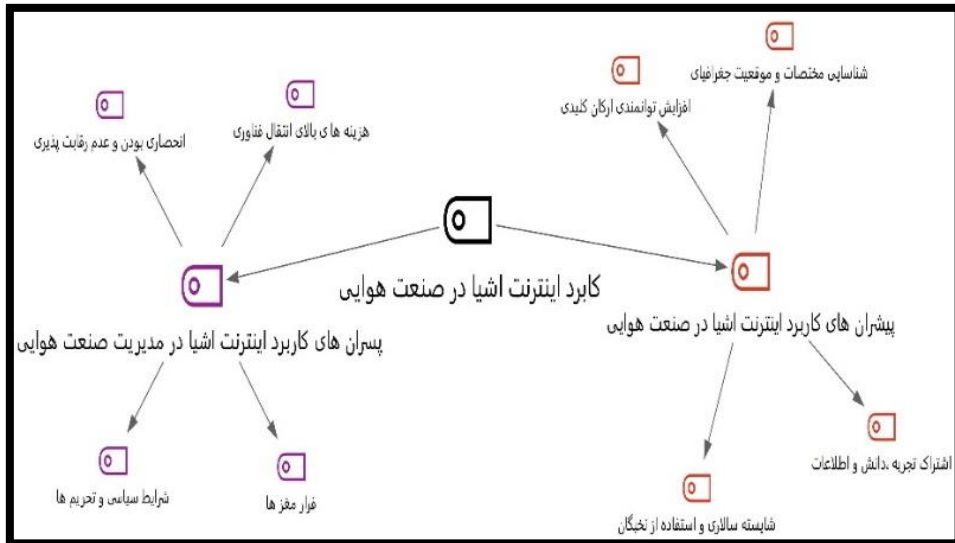 شناسایی مختصات و موقعیت جغرافیای
افزایش توانمندی ارکان کلیدی
هزینه ها ی بالای انتقال فناوری
انحصاری بودن و عدم رقابت پذیری
کابرد اینترنت اشیا در صنعت هوایی
پیشران های کاربرد اینترنت اشیا در صنعت هوایی
پسران های کاربرد اینترنت اشیا در مدیریت صنعت هوایی
اشتراک تجربه ،دانش و اطلاعات
شایسته سالاری و استفاده از نخبگان
فرار مغز ها
شرایط سیاسی و تحریم ها